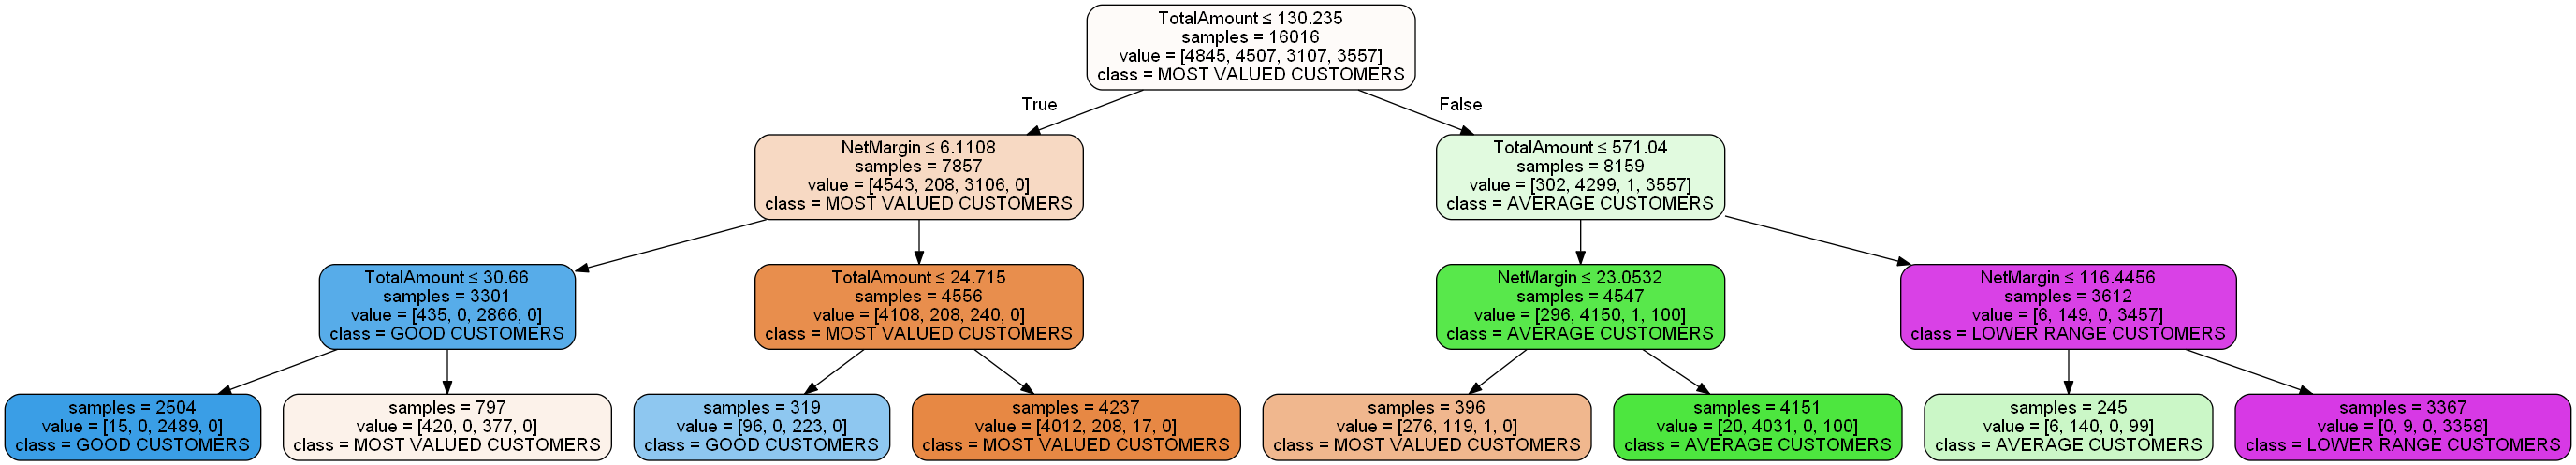 TotalAmount ≤ 130.235
samples = 16016
value = [4845, 4507, 3107, 3557]
class = MOST VALUED CUSTOMERS
True
False
NetMargin ≤ 6.1108
samples = 7857
value = [4543, 208, 3106, 0]
class = MOST VALUED CUSTOMERS
TotalAmount ≤ 571.04
samples = 8159
value = [302, 4299, 1, 3557]
class = AVERAGE CUSTOMERS
TotalAmount ≤ 30.66
samples = 3301
value = [435, 0, 2866, 0]
class = GOOD CUSTOMERS
TotalAmount ≤ 24.715
samples = 4556
value = [4108, 208, 240, 0]
class = MOST VALUED CUSTOMERS
NetMargin ≤ 23.0532
samples = 4547
value = [296, 4150, 1, 100]
class = AVERAGE CUSTOMERS
NetMargin ≤ 116.4456
samples = 3612
value = [6, 149, 0, 3457]
class = LOWER RANGE CUSTOMERS
samples = 2504
value = [15, 0, 2489, 0]
class = GOOD CUSTOMERS
samples = 797
value = [420, 0, 377, 0]
class = MOST VALUED CUSTOMERS
samples = 319
value = [96, 0, 223, 0]
class = GOOD CUSTOMERS
samples = 4237
value = [4012, 208, 17, 0]
class = MOST VALUED CUSTOMERS
samples = 396
value = [276, 119, 1, 0]
class = MOST VALUED CUSTOMERS
samples = 4151
value = [20, 4031, 0, 100]
class = AVERAGE CUSTOMERS
samples = 245
value = [6, 140, 0, 99]
class = AVERAGE CUSTOMERS
samples = 3367
value = [0, 9, 0, 3358]
class = LOWER RANGE CUSTOMERS